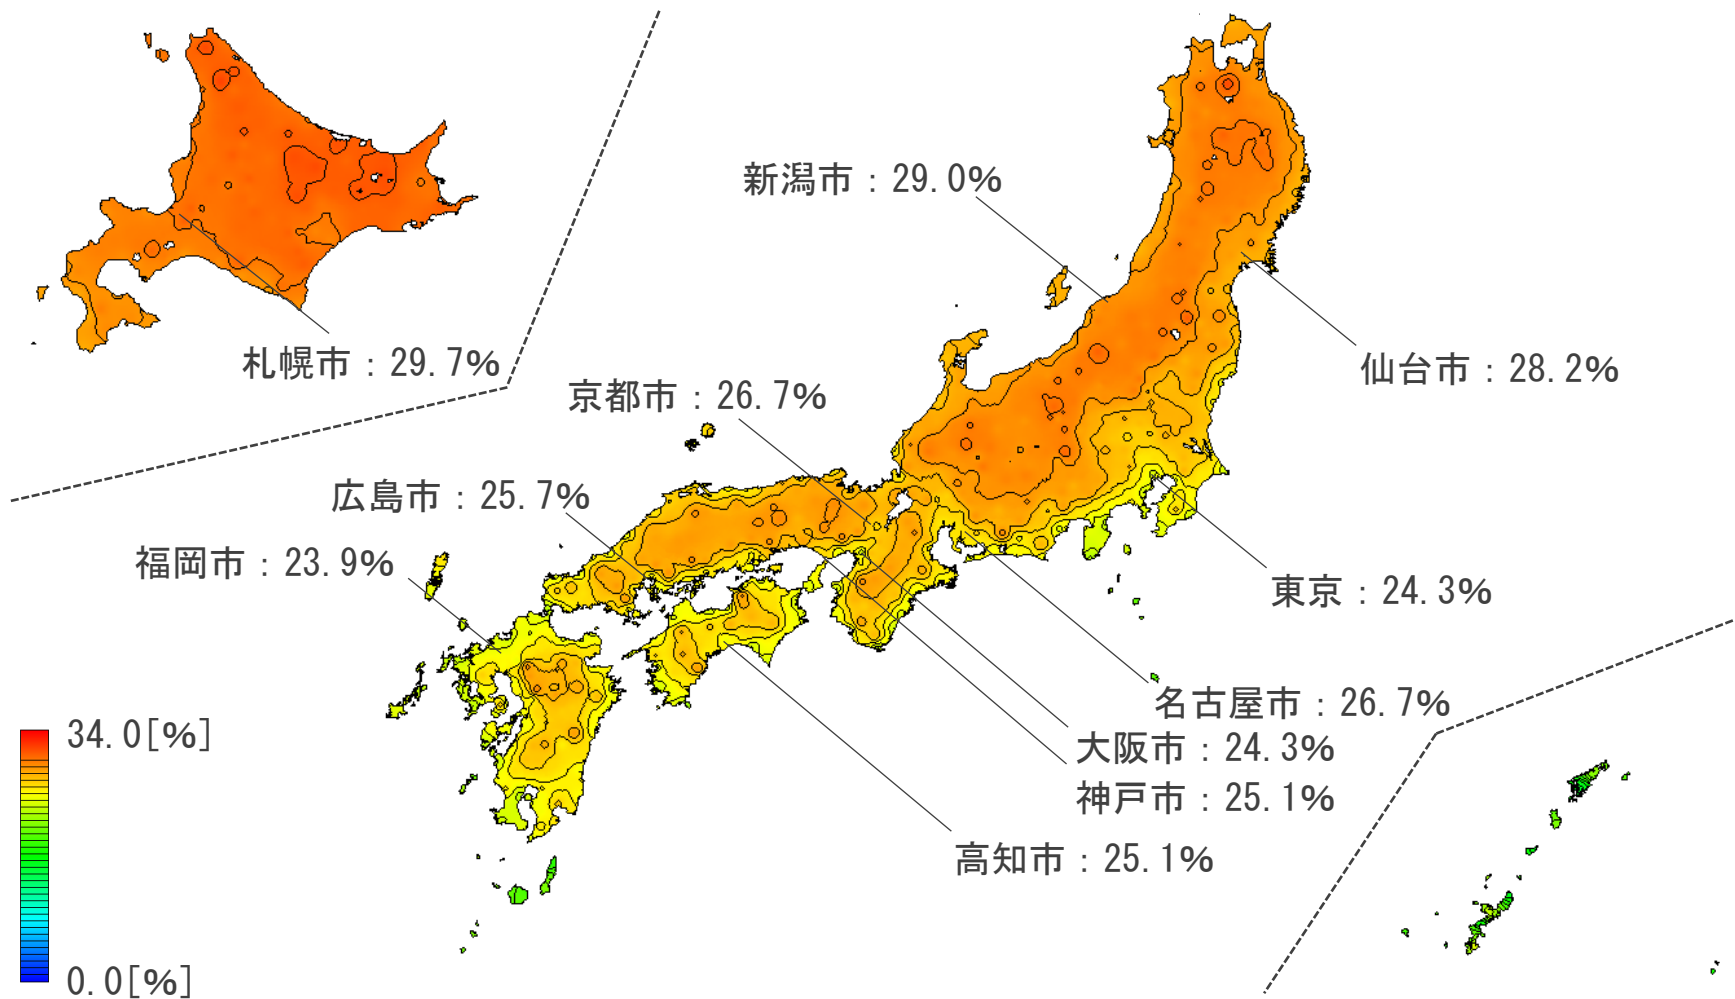 新潟市：29.0%
札幌市：29.7%
仙台市：28.2%
京都市：26.7%
広島市：25.7%
福岡市：23.9%
東京：24.3%
名古屋市：26.7%
34.0[%]
大阪市：24.3%
神戸市：25.1%
高知市：25.1%
0.0[%]